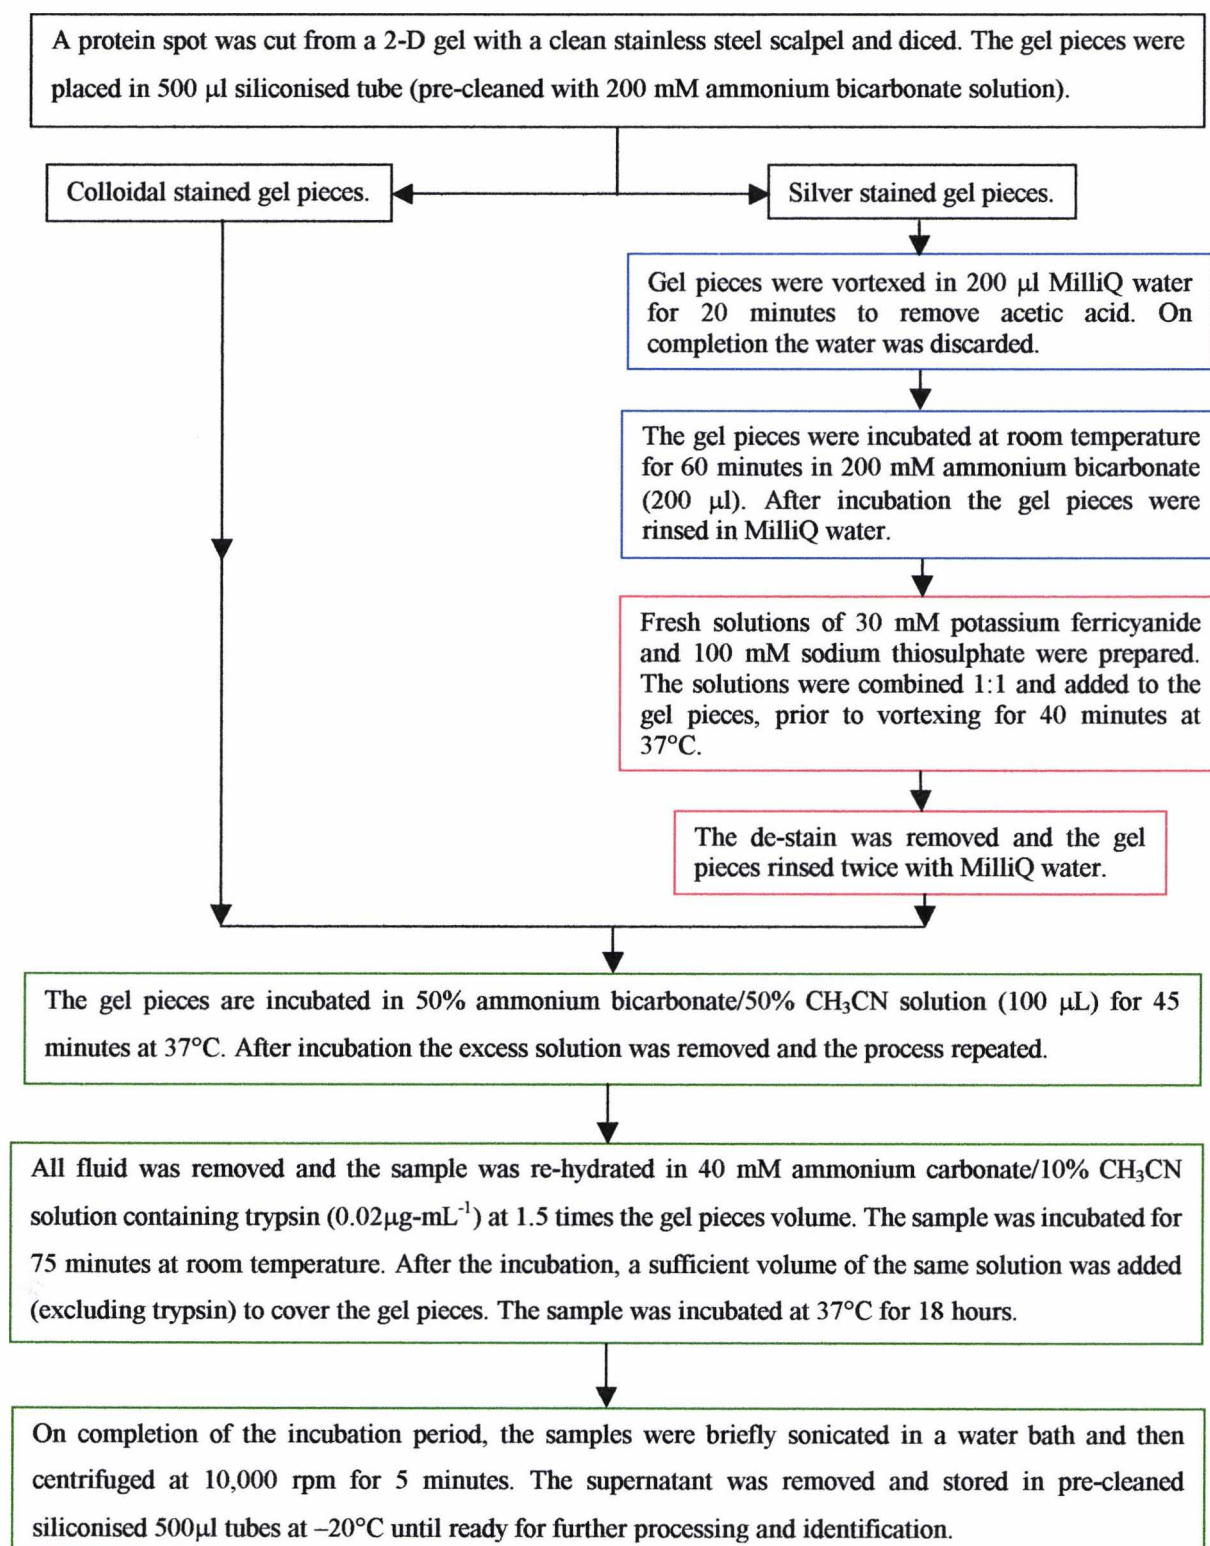 A protein spot was cut from a 2-D gel with a clean stainless steel scalpel and diced. The gel pieces were
placed in 500 μl siliconised tube (pre-cleaned with 200 mM ammonium bicarbonate solution).
Colloidal stained gel pieces.
Silver stained gel pieces.
Gel pieces were vortexed in 200 μl MilliQ water
for 20 minutes to remove acetic acid. On
completion the water was discarded.
The gel pieces were incubated at room temperature
for 60 minutes in 200 mM ammonium bicarbonate
(200 μl). After incubation the gel pieces were
rinsed in MilliQ water.
Fresh solutions of 30 mM potassium ferricyanide
and 100 mM sodium thiosulphate were prepared.
The solutions were combined 1:1 and added to the
gel pieces, prior to vortexing for 40 minutes at
37°C.
The de-stain was removed and the gel
pieces rinsed twice with MilliQ water.
The gel pieces are incubated in 50% ammonium bicarbonate/50% CH₃CN solution (100 μL) for 45
minutes at 37°C. After incubation the excess solution was removed and the process repeated.
All fluid was removed and the sample was re-hydrated in 40 mM ammonium carbonate/10% CH₃CN
solution containing trypsin (0.02μg-mL⁻¹) at 1.5 times the gel pieces volume. The sample was incubated for
75 minutes at room temperature. After the incubation, a sufficient volume of the same solution was added
(excluding trypsin) to cover the gel pieces. The sample was incubated at 37°C for 18 hours.
On completion of the incubation period, the samples were briefly sonicated in a water bath and then
centrifuged at 10,000 rpm for 5 minutes. The supernatant was removed and stored in pre-cleaned
siliconised 500μl tubes at –20°C until ready for further processing and identification.